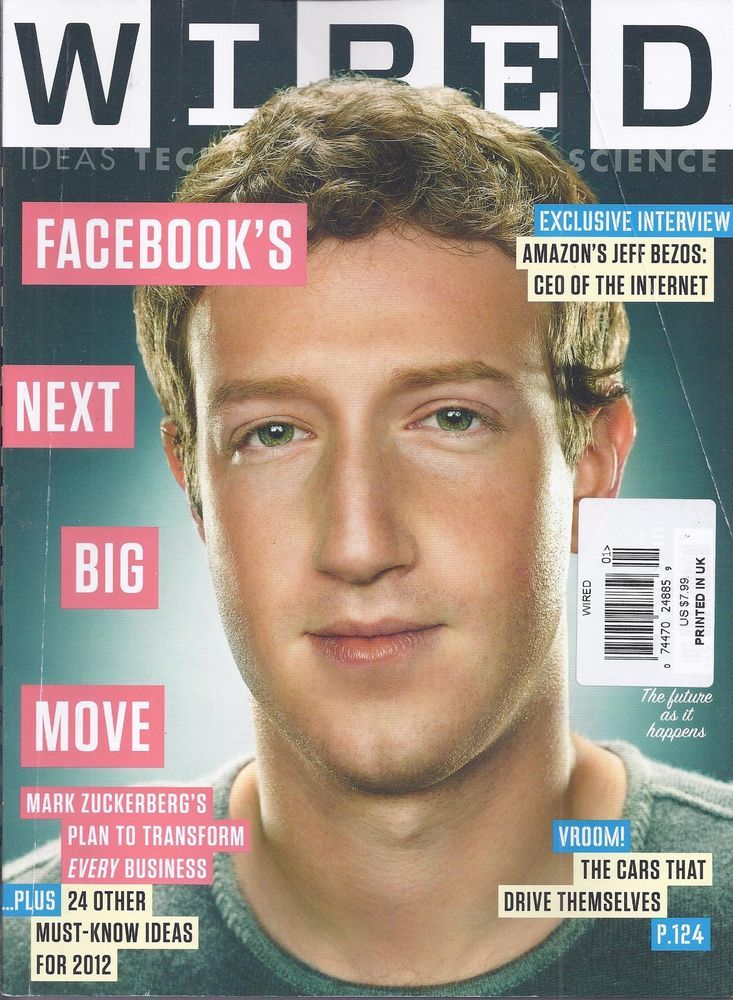 WIRED
IDEAS SCIENCE
FACEBOOK'S
NEXT
BIG
MOVE
MARK ZUCKERBERG'S
PLAN TO TRANSFORM
EVERY BUSINESS
...PLUS 24 OTHER
MUST-KNOW IDEAS
FOR 2012
EXCLUSIVE INTERVIEW
AMAZON'S JEFF BEZOS:
CEO OF THE INTERNET
WIRED
01>
0 74470 24885 9
US $7.99
PRINTED IN UK
The future
as it
happens
VROOM!
THE CARS THAT
DRIVE THEMSELVES
P.124